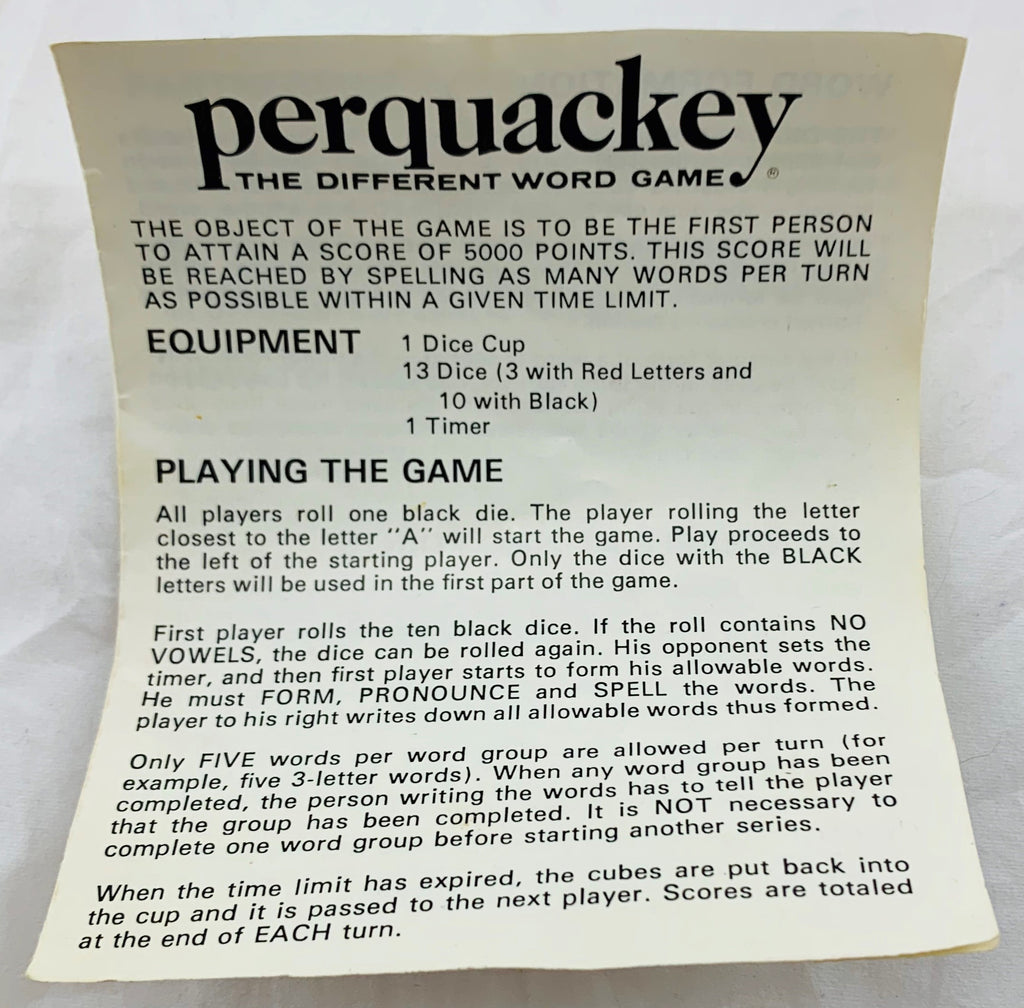 perquackey
THE DIFFERENT WORD GAME ®
THE OBJECT OF THE GAME IS TO BE THE FIRST PERSON
TO ATTAIN A SCORE OF 5000 POINTS. THIS SCORE WILL
BE REACHED BY SPELLING AS MANY WORDS PER TURN
AS POSSIBLE WITHIN A GIVEN TIME LIMIT.
EQUIPMENT 1 Dice Cup
13 Dice (3 with Red Letters and
10 with Black)
1 Timer
PLAYING THE GAME
All players roll one black die. The player rolling the letter
closest to the letter "A" will start the game. Play proceeds to
the left of the starting player. Only the dice with the BLACK
letters will be used in the first part of the game.
First player rolls the ten black dice. If the roll contains NO
VOWELS, the dice can be rolled again. His opponent sets the
timer, and then first player starts to form his allowable words.
He must FORM, PRONOUNCE and SPELL the words. The
player to his right writes down all allowable words thus formed.
Only FIVE words per word group are allowed per turn (for
example, five 3-letter words). When any word group has been
completed, the person writing the words has to tell the player
that the group has been completed. It is NOT necessary to
complete one word group before starting another series.
When the time limit has expired, the cubes are put back into
the cup and it is passed to the next player. Scores are totaled
at the end of EACH turn.